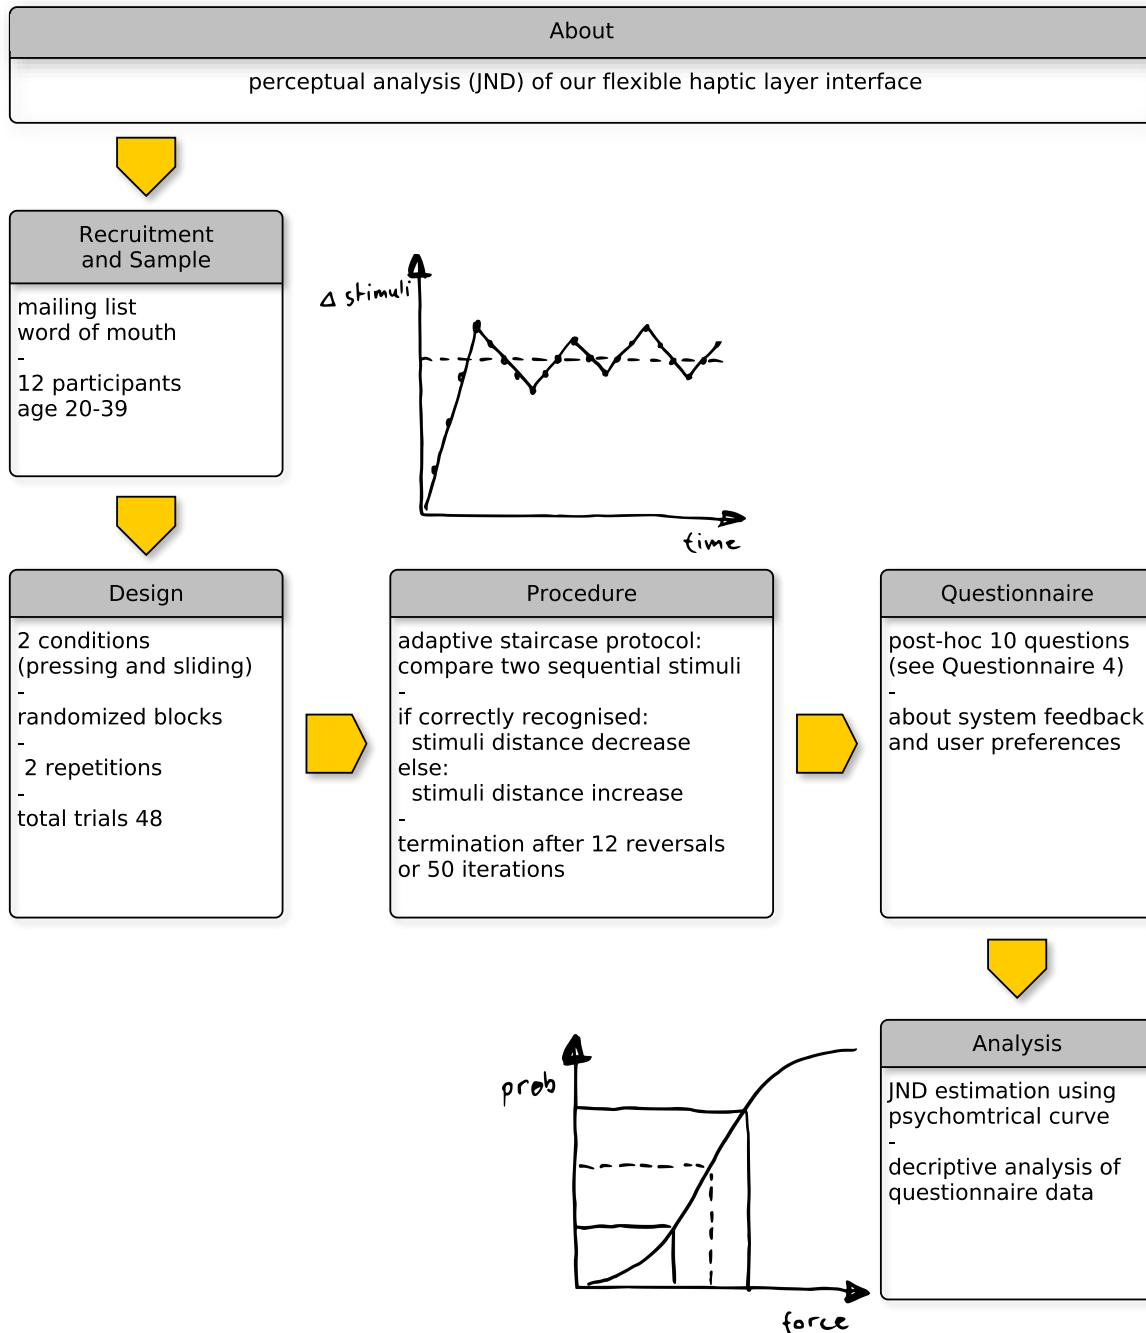 About
perceptual analysis (JND) of our flexible haptic layer interface
Recruitment
and Sample
mailing list
word of mouth
-
12 participants
age 20-39
Δ stimuli
time
Design
2 conditions
(pressing and sliding)
-
randomized blocks
-
2 repetitions
-
total trials 48
Procedure
adaptive staircase protocol:
compare two sequential stimuli
-
if correctly recognised:
stimuli distance decrease
else:
stimuli distance increase
-
termination after 12 reversals
or 50 iterations
Questionnaire
post-hoc 10 questions
(see Questionnaire 4)
-
about system feedback
and user preferences
prob
force
Analysis
JND estimation using
psychomtrical curve
-
decriptive analysis of
questionnaire data